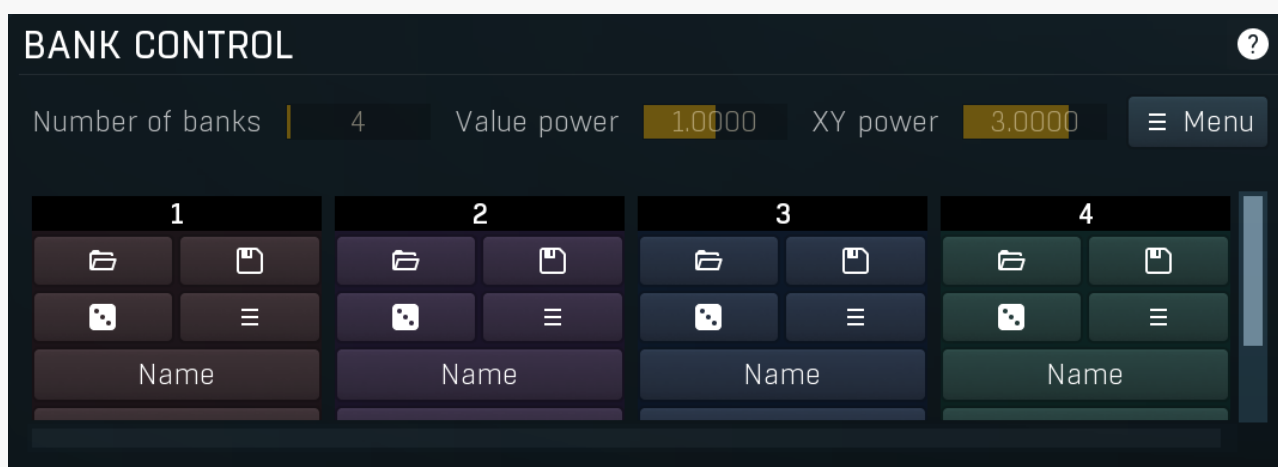 BANK CONTROL ?
Number of banks 4 Value power 1.0000 XY power 3.0000 Menu
1 2 3 4
Name Name Name Name